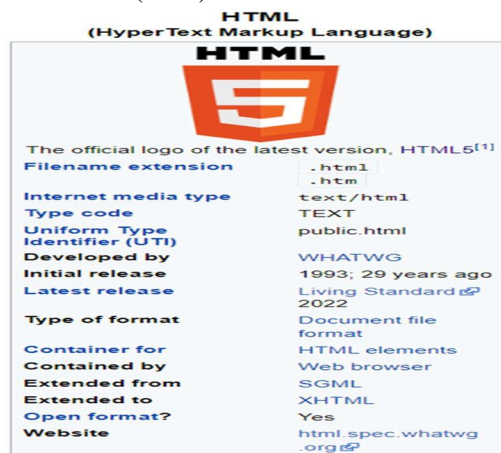 HTML
(HyperText Markup Language)
HTML
5
The official logo of the latest version, HTML5[1]
Filename extension .html
.htm
Internet media type text/html
Type code TEXT
Uniform Type Identifier (UTI) public.html
Developed by WHATWG
Initial release 1993; 29 years ago
Latest release Living Standard
2022
Type of format Document file
format
Container for HTML elements
Contained by Web browser
Extended from SGML
Extended to XHTML
Open format? Yes
Website html.spec.whatwg
.org